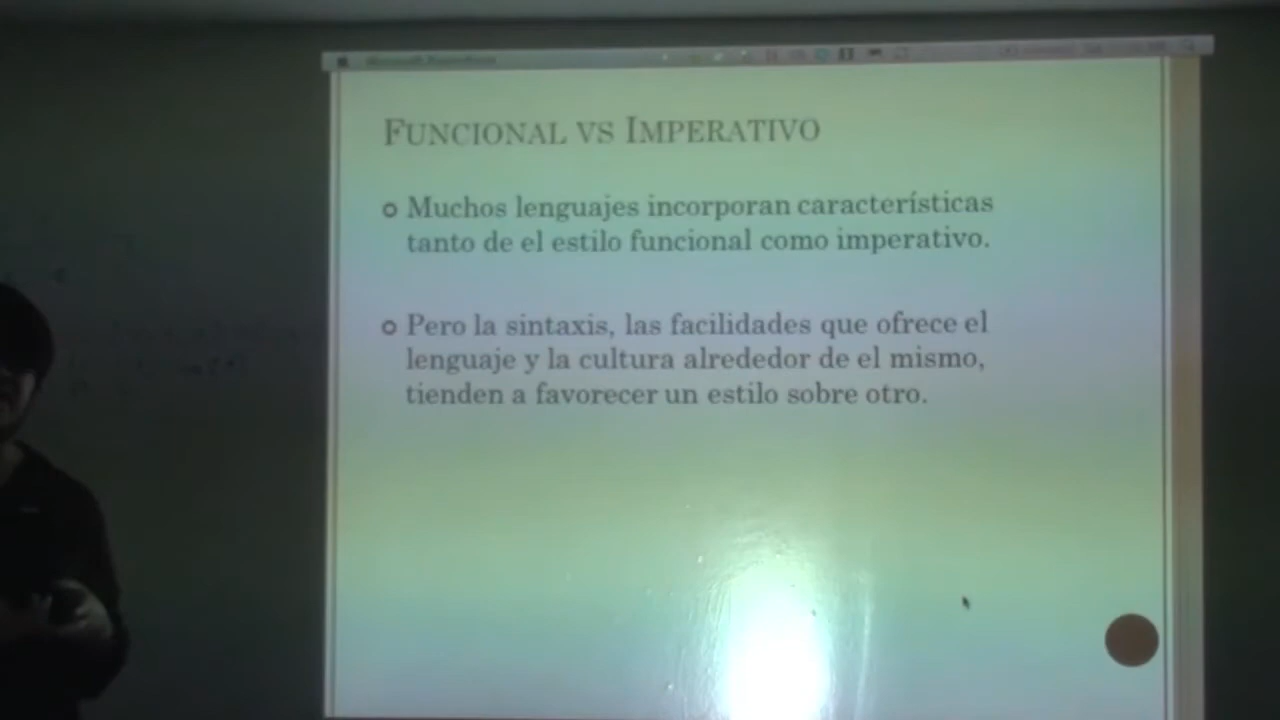 FUNCIONAL VS IMPERATIVO
Muchos lenguajes incorporan características
tanto de el estilo funcional como imperativo.
Pero la sintaxis, las facilidades que ofrece el
lenguaje y la cultura alrededor de el mismo,
tienden a favorecer un estilo sobre otro.